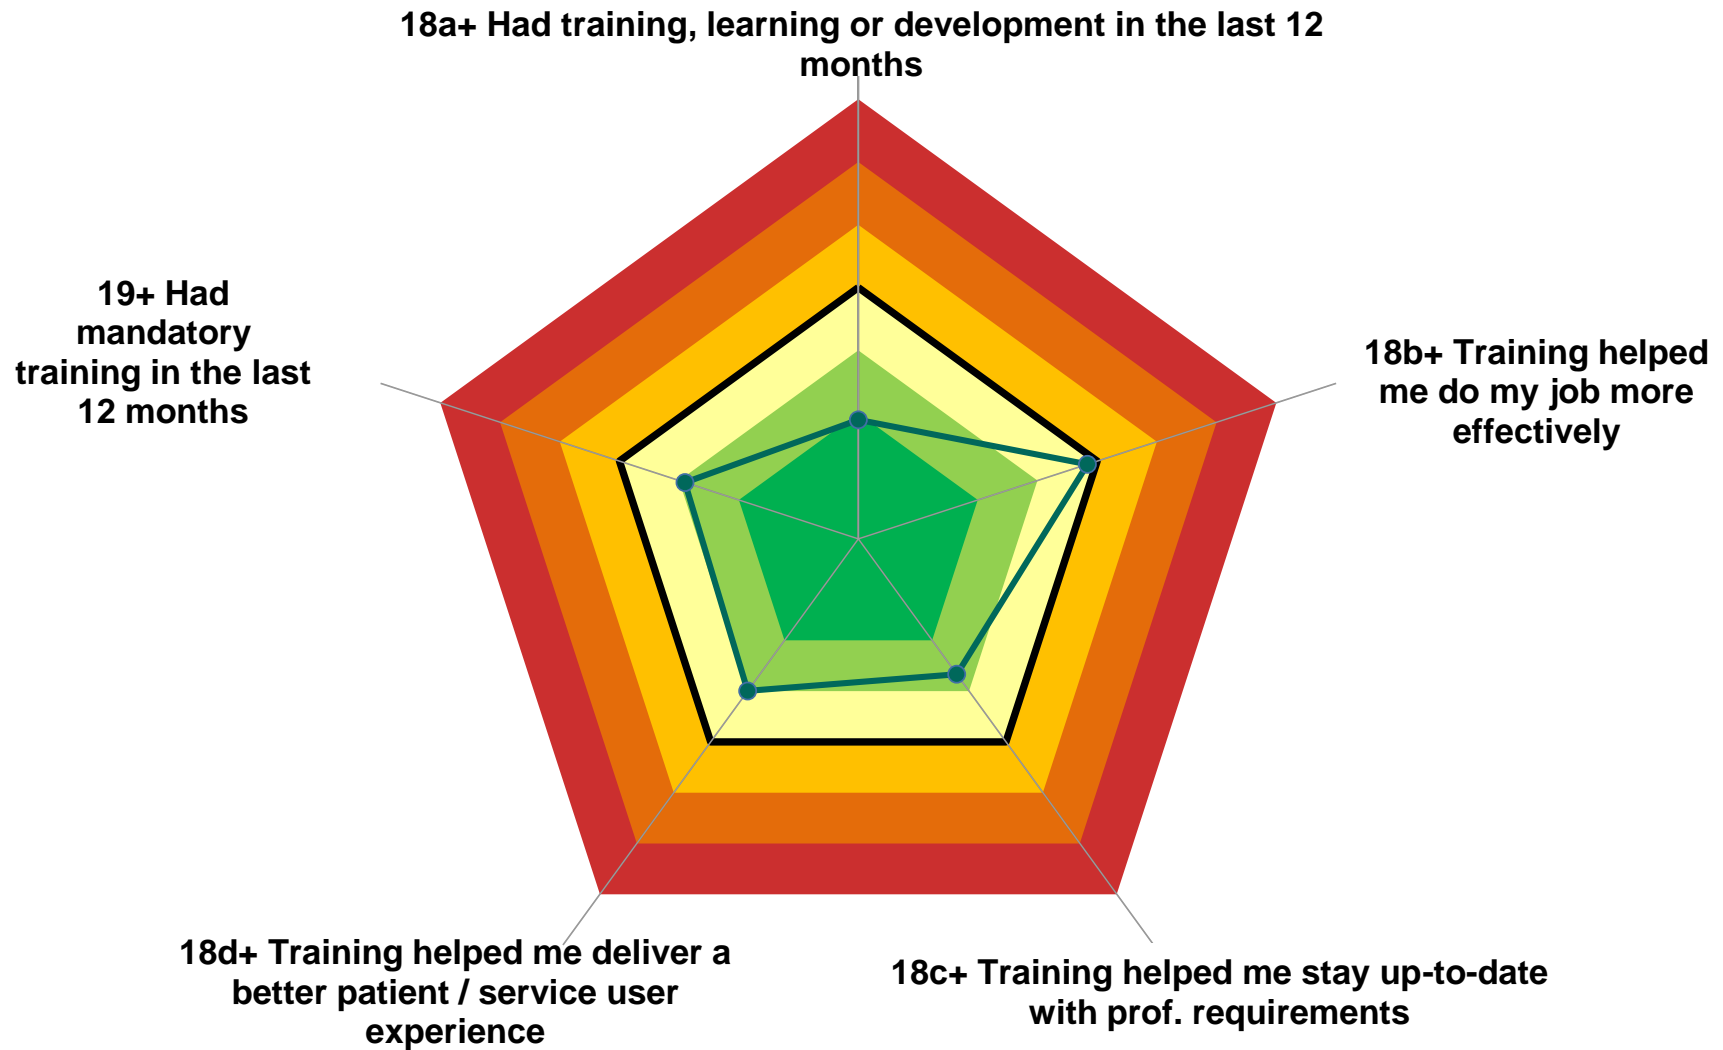 18a+ Had training, learning or development in the last 12
months
19+ Had
mandatory
training in the last
12 months
18b+ Training helped
me do my job more
effectively
18d+ Training helped me deliver a
better patient / service user
experience
18c+ Training helped me stay up-to-date
with prof. requirements